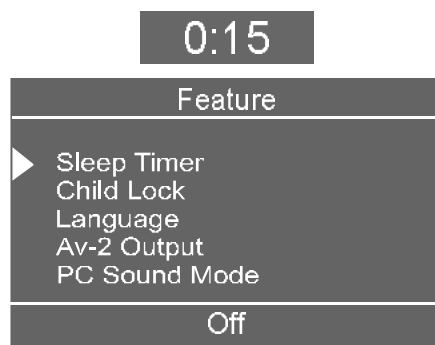 0:15
Feature
Sleep Timer
Child Lock
Language
Av-2 Output
PC Sound Mode
Off